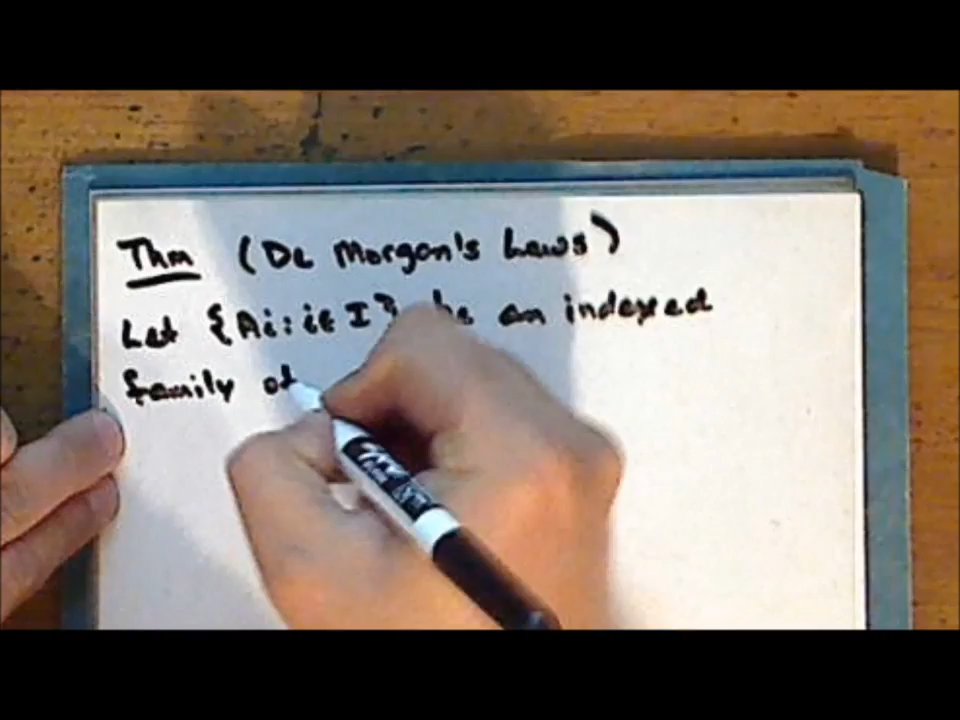 Thm (De Morgan's Laws)
Let {Ai: i∈ I} be an indexed
family of